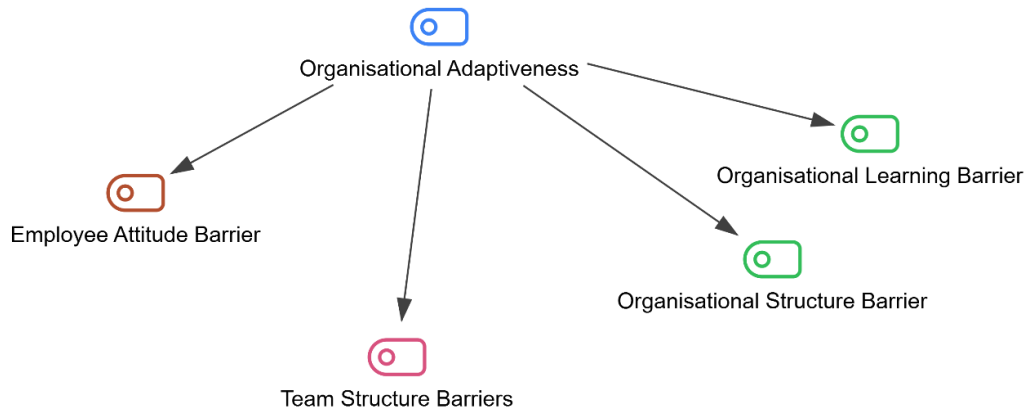 Organisational Adaptiveness
Organisational Learning Barrier
Employee Attitude Barrier
Organisational Structure Barrier
Team Structure Barriers